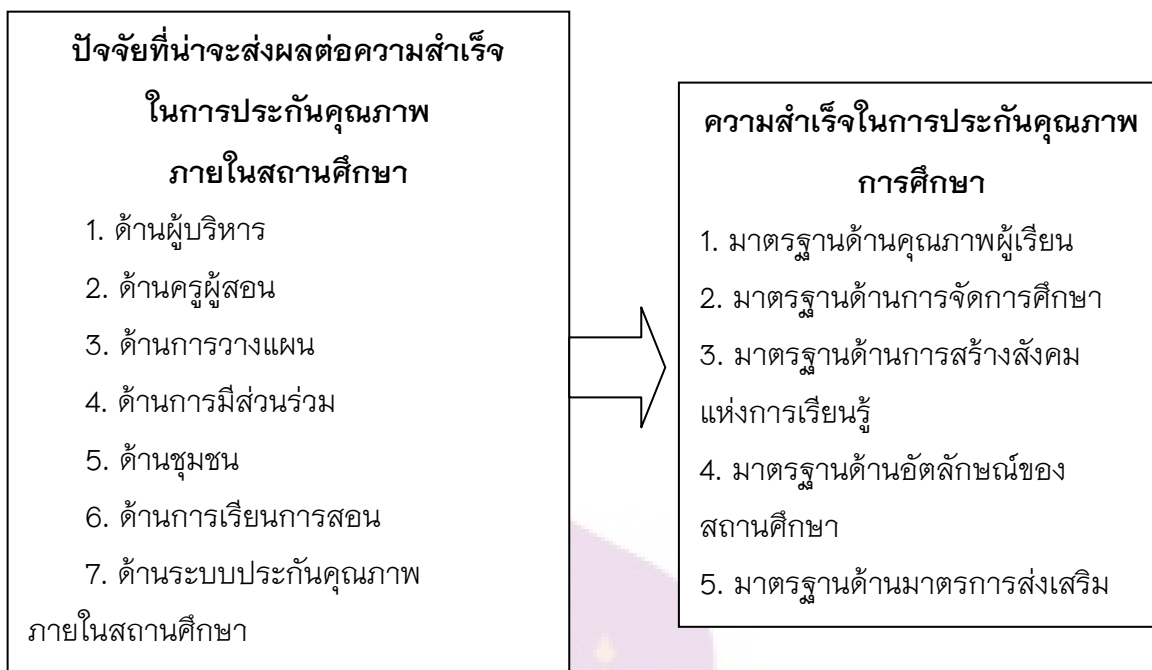 ปัจจัยที่น่าจะส่งผลต่อความสำเร็จ
ในการประกันคุณภาพ
ภายในสถานศึกษา
1. ด้านผู้บริหาร
2. ด้านครูผู้สอน
3. ด้านการวางแผน
4. ด้านการมีส่วนร่วม
5. ด้านชุมชน
6. ด้านการเรียนการสอน
7. ด้านระบบประกันคุณภาพ
ภายในสถานศึกษา
ความสำเร็จในการประกันคุณภาพ
การศึกษา
1. มาตรฐานด้านคุณภาพผู้เรียน
2. มาตรฐานด้านการจัดการศึกษา
3. มาตรฐานด้านการสร้างสังคม
แห่งการเรียนรู้
4. มาตรฐานด้านอัตลักษณ์ของ
สถานศึกษา
5. มาตรฐานด้านมาตรการส่งเสริม